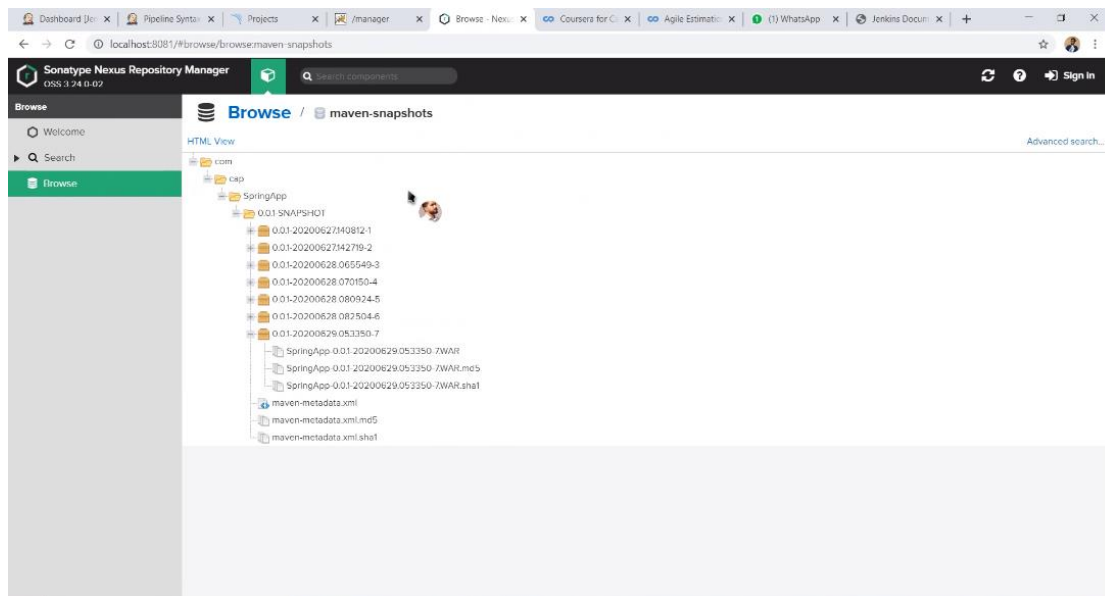 Dashboard [Jen
Pipeline Syntax
Projects
/manager
Browse - Nexus
Coursera for C
Agile Estimatio
(1) WhatsApp
Jenkins Docum
localhost:8081/#browse/browse:maven-snapshots
Sonatype Nexus Repository Manager
OSS 3.24.0-02
Search components
Sign in
Browse
Browse / maven-snapshots
Welcome
HTML View
Advanced search...
Search
com
Browse
cap
SpringApp
0.0.1-SNAPSHOT
0.0.1-20200627.140812-1
0.0.1-20200627.142719-2
0.0.1-20200628.065549-3
0.0.1-20200628.070150-4
0.0.1-20200628.080924-5
0.0.1-20200628.082504-6
0.0.1-20200629.053350-7
SpringApp-0.0.1-20200629.053350-7.WAR
SpringApp-0.0.1-20200629.053350-7.WAR.md5
SpringApp-0.0.1-20200629.053350-7.WAR.sha1
maven-metadata.xml
maven-metadata.xml.md5
maven-metadata.xml.sha1